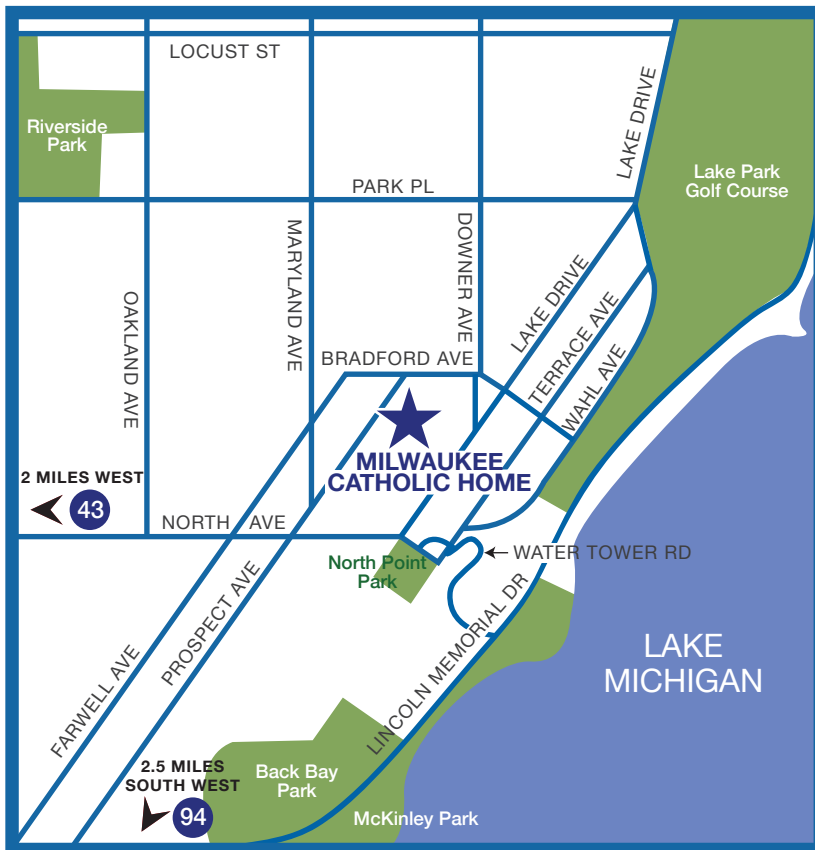 LOCUST ST
LAKE DRIVE
Riverside
Park
Lake Park
Golf Course
PARK PL
MARYLAND AVE
DOWNER AVE
OAKLAND AVE
LAKE DRIVE
TERRACE AVE
WAHL AVE
BRADFORD AVE
MILWAUKEE
CATHOLIC HOME
2 MILES WEST
43
NORTH AVE
WATER TOWER RD
North Point
Park
PROSPECT AVE
FARWELL AVE
LINCOLN MEMORIAL DR
LAKE
MICHIGAN
2.5 MILES
SOUTH WEST
94
Back Bay
Park
McKinley Park